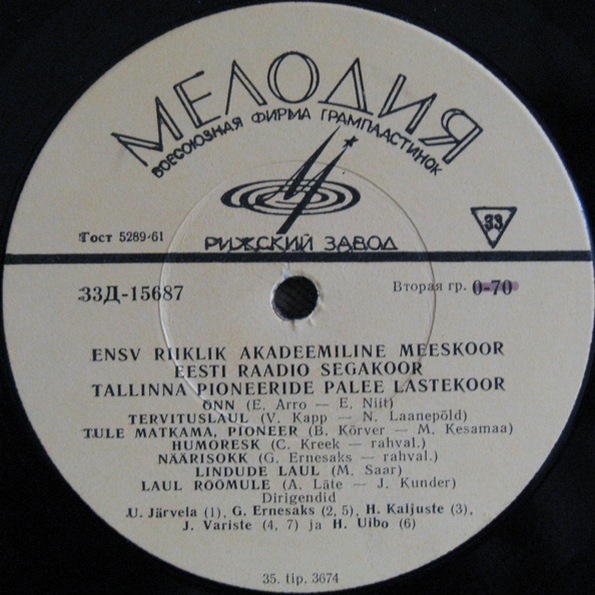 МЕЛОДИЯ
ВСЕСОЮЗНАЯ ФИРМА ГРАМПЛАСТИНОК
33
Гост 5289-61
РИЖСКИЙ ЗАВОД
33Д-15687
Вторая гр. 0-70
ENSV RIIKLIK AKADEEMILINE MEESKOOR
EESTI RAADIO SEGAKOOR
TALLINNA PIONEERIDE PALEE LASTEKOOR
ÕNN (E. Arro — E. Niit)
TERVITUSLAUL (V. Kapp — N. Laanepõld)
TULE MATKAMA, PIONEER (B. Kõrver — M. Kesamaa)
HUMORESK (C. Kreek — rahval.)
NÄÄRISOKK (G. Ernesaks — rahval.)
LINDUDE LAUL (M. Saar)
LAUL ROOMULE (A. Läte — J. Kunder)
Dirigendid
U. Järvela (1), G. Ernesaks (2, 5), H. Kaljuste (3),
J. Variste (4, 7) ja H. Uibo (6)
35. tip. 3674